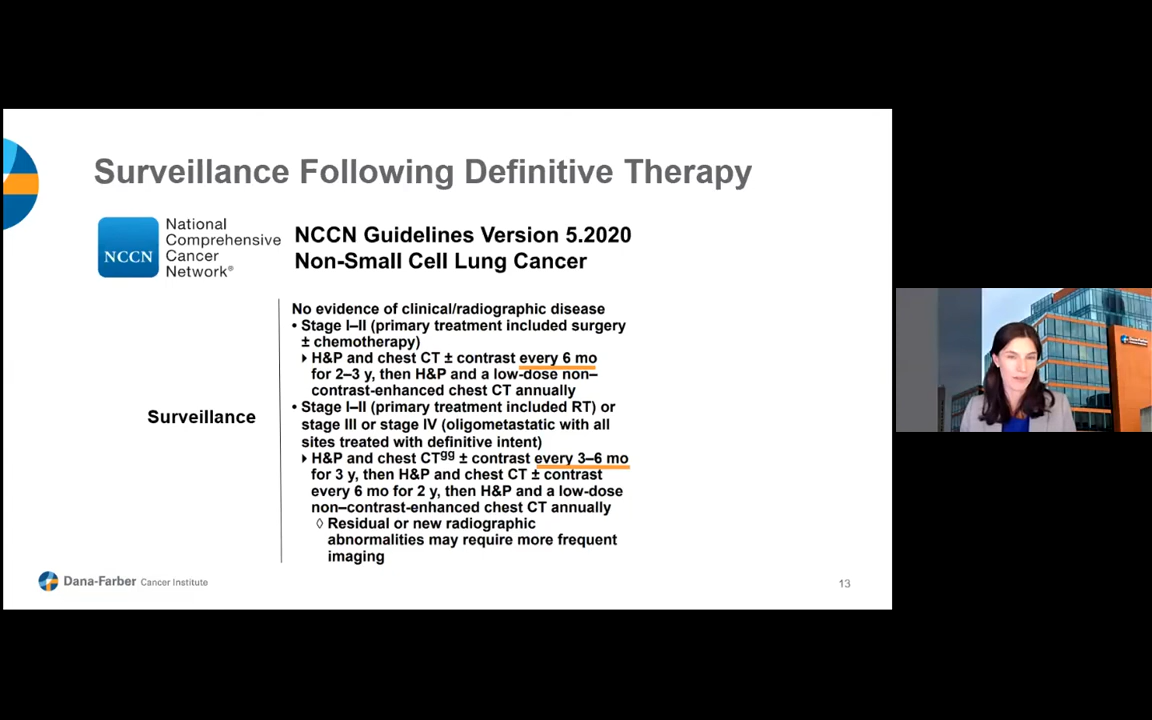 Surveillance Following Definitive Therapy
NCCN
National
Comprehensive
Cancer
Network®
NCCN Guidelines Version 5.2020
Non-Small Cell Lung Cancer
Surveillance
No evidence of clinical/radiographic disease
• Stage I–II (primary treatment included surgery
± chemotherapy)
‣ H&P and chest CT ± contrast every 6 mo
for 2–3 y, then H&P and a low-dose non–
contrast-enhanced chest CT annually
• Stage I–II (primary treatment included RT) or
stage III or stage IV (oligometastatic with all
sites treated with definitive intent)
‣ H&P and chest CTgg ± contrast every 3–6 mo
for 3 y, then H&P and chest CT ± contrast
every 6 mo for 2 y, then H&P and a low-dose
non–contrast-enhanced chest CT annually
◊ Residual or new radiographic
abnormalities may require more frequent
imaging
Dana-Farber Cancer Institute
13